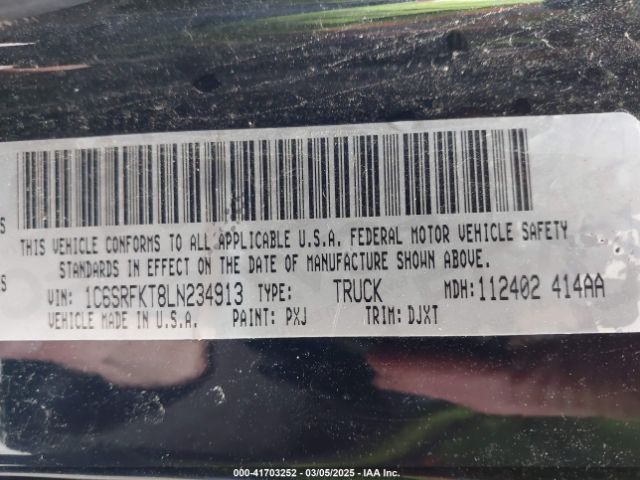 THIS VEHICLE CONFORMS TO ALL APPLICABLE U.S.A. FEDERAL MOTOR VEHICLE SAFETY
STANDARDS IN EFFECT ON THE DATE OF MANUFACTURE SHOWN ABOVE.
VIN: 1C6SRFKT8LN234913 TYPE: TRUCK MDH:112402 414AA
VEHICLE MADE IN U.S.A. PAINT: PXJ TRIM: DJXT
000-41703252 | 03/05/2025 - IAA Inc.